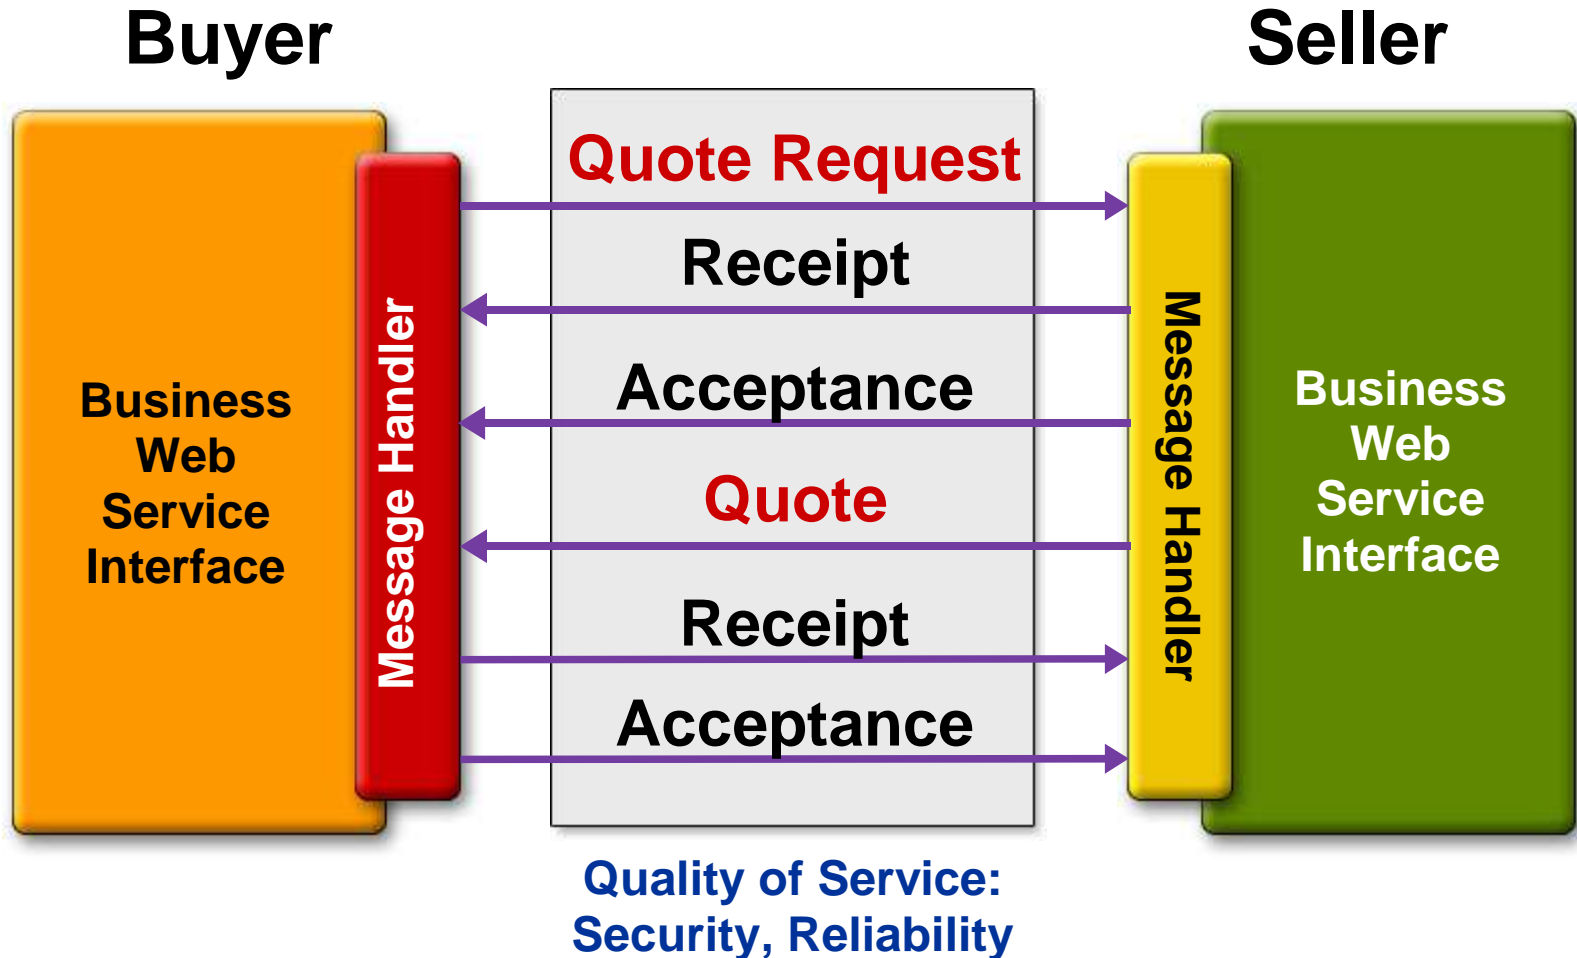 Buyer
Seller
Business
Web
Service
Interface
Message Handler
Quote Request
Receipt
Acceptance
Quote
Receipt
Acceptance
Message Handler
Business
Web
Service
Interface
Quality of Service:
Security, Reliability